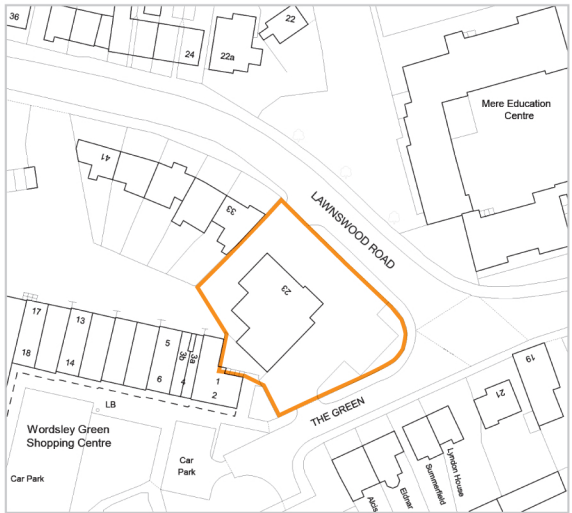 36
22
24
22a
Mere Education
Centre
41
33
LAWNSWOOD ROAD
23
17
13
5
3b
3a
18
14
6
4
1
2
19
21
THE GREEN
LB
Wordsley Green
Shopping Centre
Car
Park
Car Park
Alcis
Eldnar
Summerfield
Lyndon House